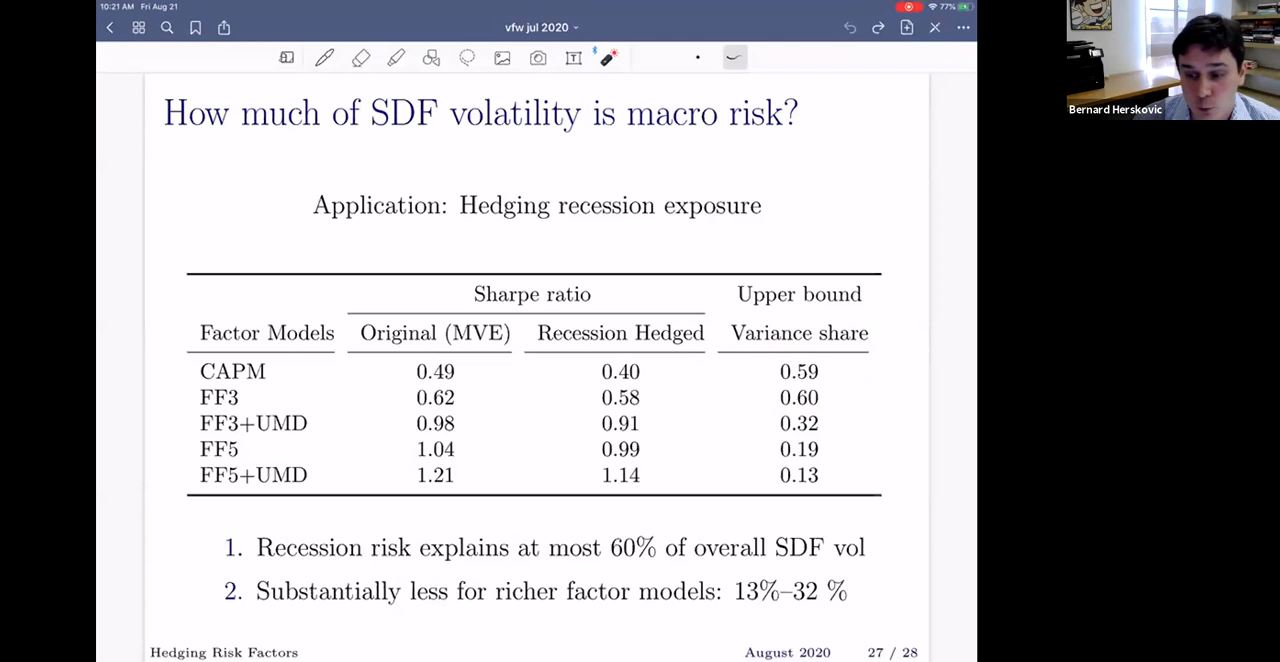 10:21 AM Fri Aug 21
77%
vfw jul 2020
How much of SDF volatility is macro risk?
Application: Hedging recession exposure
Sharpe ratio Upper bound
Factor Models Original (MVE) Recession Hedged Variance share
CAPM 0.49 0.40 0.59
FF3 0.62 0.58 0.60
FF3+UMD 0.98 0.91 0.32
FF5 1.04 0.99 0.19
FF5+UMD 1.21 1.14 0.13
1. Recession risk explains at most 60% of overall SDF vol
2. Substantially less for richer factor models: 13%–32 %
Hedging Risk Factors August 2020 27 / 28
Bernard Herskovic